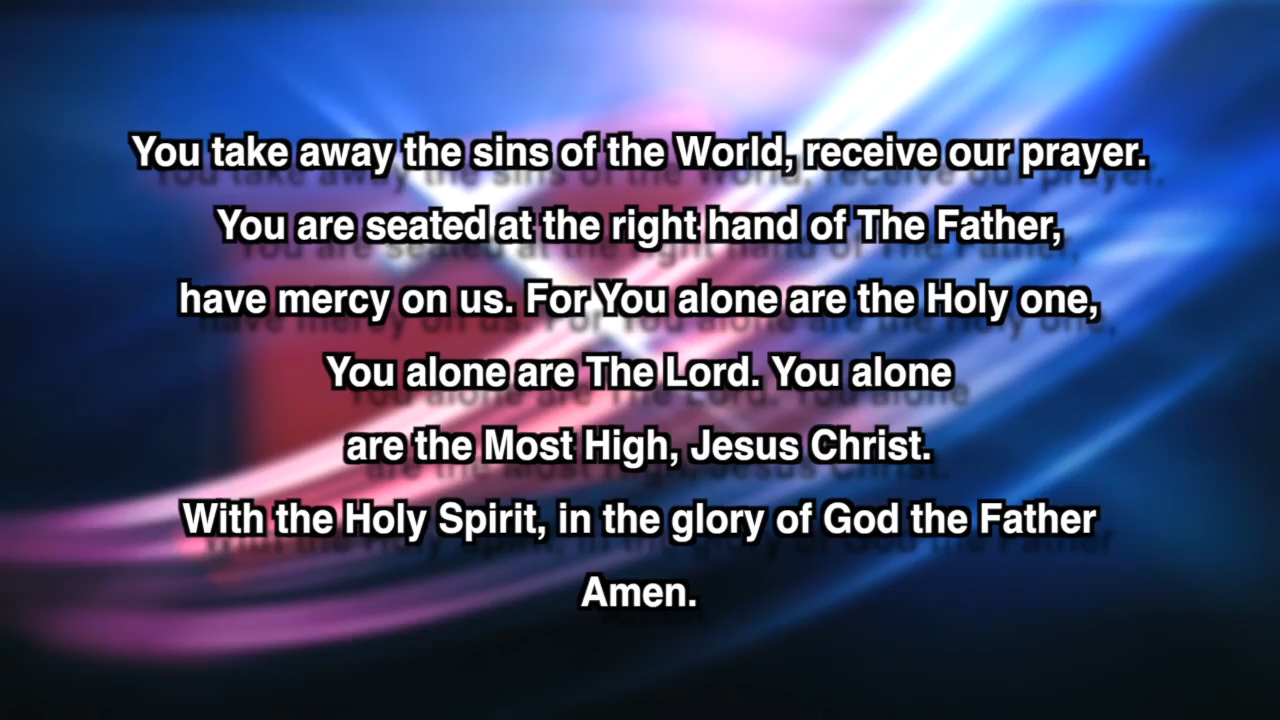 You take away the sins of the World, receive our prayer.
You are seated at the right hand of The Father,
have mercy on us. For You alone are the Holy one,
You alone are The Lord. You alone
are the Most High, Jesus Christ.
With the Holy Spirit, in the glory of God the Father
Amen.